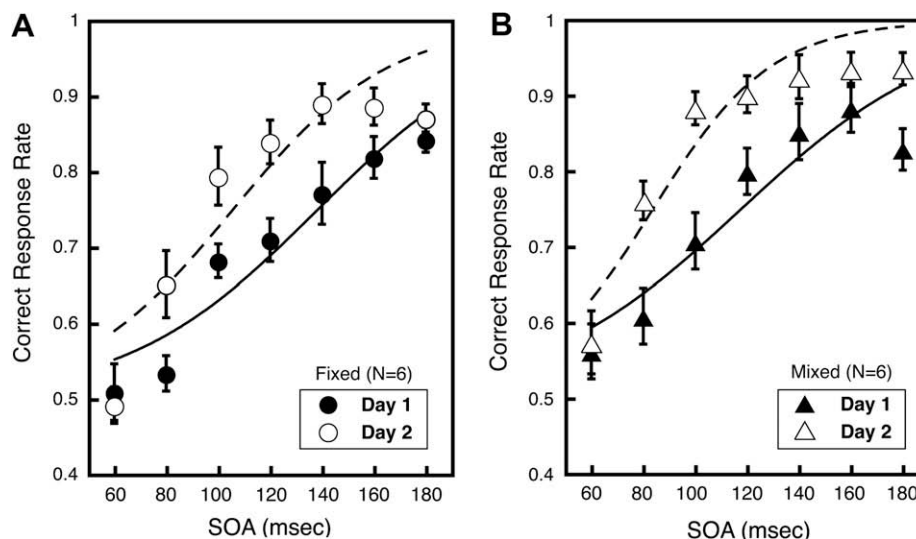 A
Correct Response Rate
1
0.9
0.8
0.7
0.6
0.5
0.4
60 80 100 120 140 160 180
SOA (msec)
Fixed (N=6)
Day 1
Day 2
B
Correct Response Rate
1
0.9
0.8
0.7
0.6
0.5
0.4
60 80 100 120 140 160 180
SOA (msec)
Mixed (N=6)
Day 1
Day 2